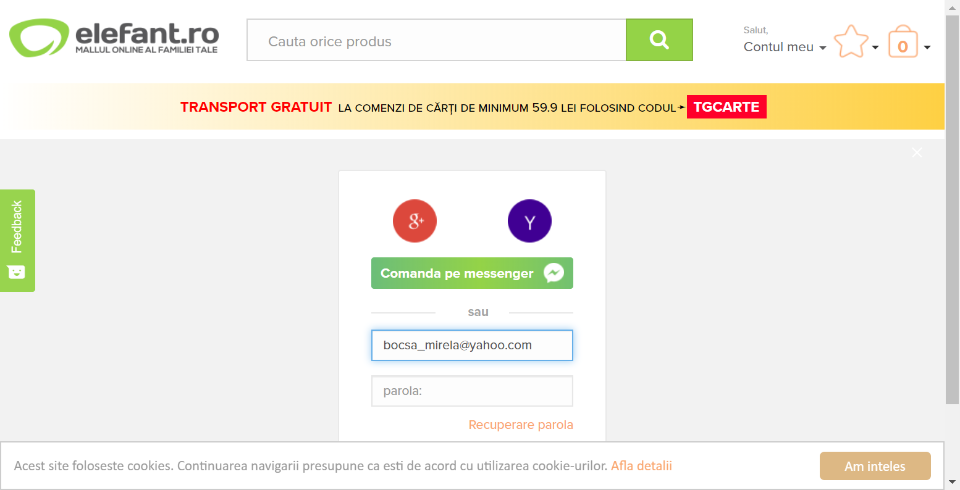 elefant.ro
MALLUL ONLINE AL FAMILIEI TALE
Cauta orice produs
Salut,
Contul meu
0
TRANSPORT GRATUIT LA COMENZI DE CĂRȚI DE MINIMUM 59.9 LEI FOLOSIND CODUL TGCARTE
Feedback
g+
Y
Comanda pe messenger
sau
bocsa_mirela@yahoo.com
parola:
Recuperare parola
Acest site foloseste cookies. Continuarea navigarii presupune ca esti de acord cu utilizarea cookie-urilor. Afla detalii
Am inteles